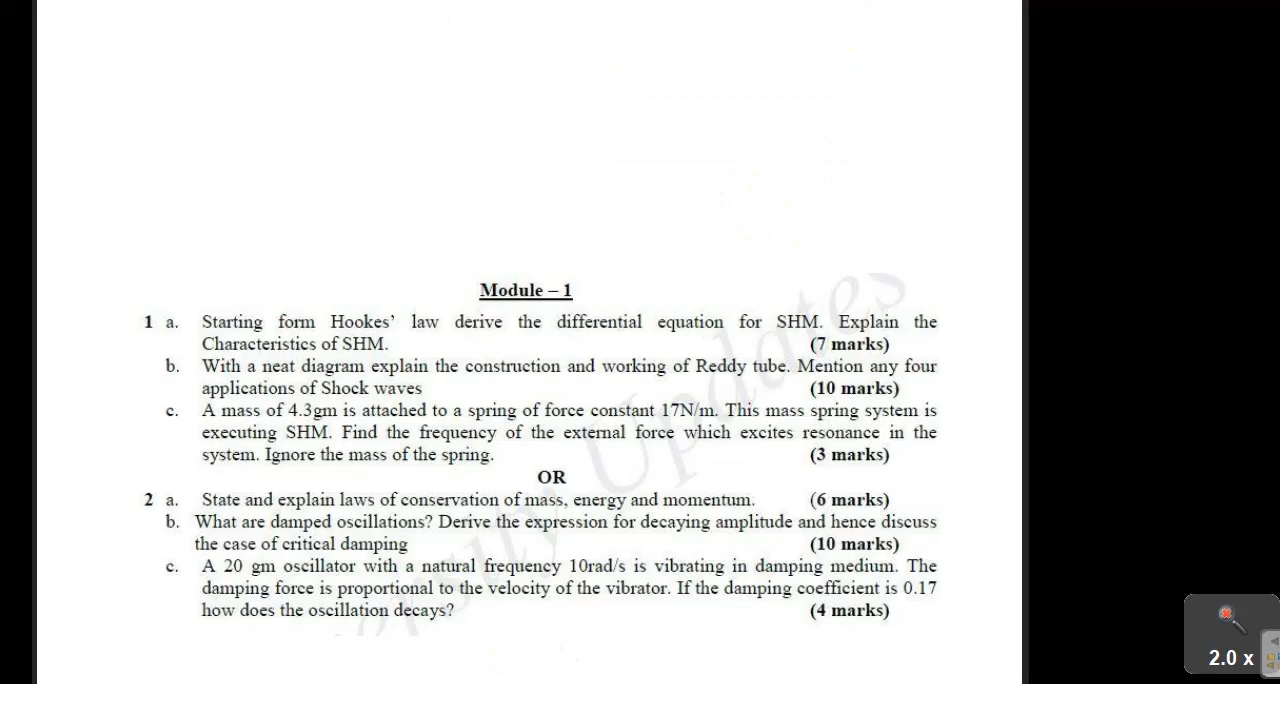 Module – 1
1 a. Starting form Hookes’ law derive the differential equation for SHM. Explain the
Characteristics of SHM. (7 marks)
b. With a neat diagram explain the construction and working of Reddy tube. Mention any four
applications of Shock waves (10 marks)
c. A mass of 4.3gm is attached to a spring of force constant 17N/m. This mass spring system is
executing SHM. Find the frequency of the external force which excites resonance in the
system. Ignore the mass of the spring. (3 marks)
OR
2 a. State and explain laws of conservation of mass, energy and momentum. (6 marks)
b. What are damped oscillations? Derive the expression for decaying amplitude and hence discuss
the case of critical damping (10 marks)
c. A 20 gm oscillator with a natural frequency 10rad/s is vibrating in damping medium. The
damping force is proportional to the velocity of the vibrator. If the damping coefficient is 0.17
how does the oscillation decays? (4 marks)
ersity Updates
2.0 x